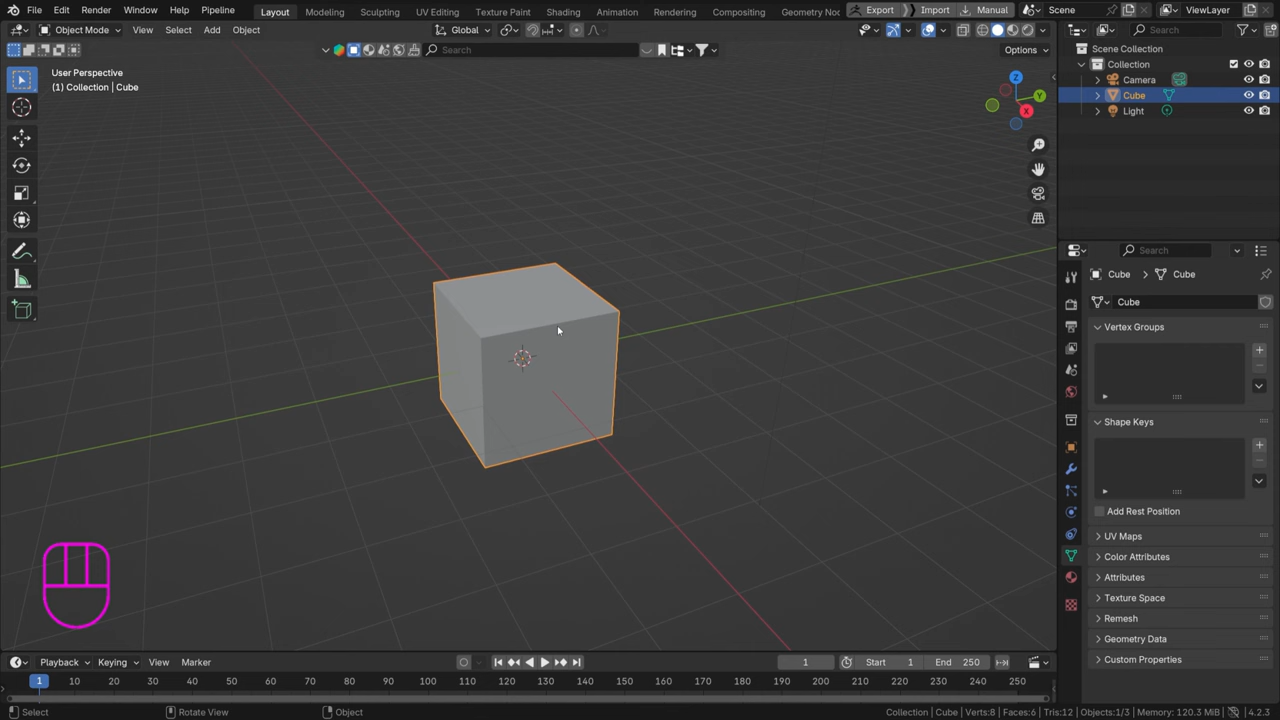 File Edit Render Window Help Pipeline Layout Modeling Sculpting UV Editing Texture Paint Shading Animation Rendering Compositing Geometry Noc Export Import Manual Scene ViewLayer
Object Mode View Select Add Object Global Search
Search Options
User Perspective
(1) Collection | Cube
Z
Y
X
Scene Collection
Collection
Camera
Cube
Light
Search
Cube Cube
Cube
Vertex Groups
Shape Keys
Add Rest Position
UV Maps
Color Attributes
Attributes
Texture Space
Remesh
Geometry Data
Custom Properties
Playback Keying View Marker 1 Start 1 End 250
1 10 20 30 40 50 60 70 80 90 100 110 120 130 140 150 160 170 180 190 200 210 220 230 240 250
Select Rotate View Object Collection | Cube | Verts:8 | Faces:6 | Tris:12 | Objects:1/3 | Memory: 120.3 MiB | 4.2.3